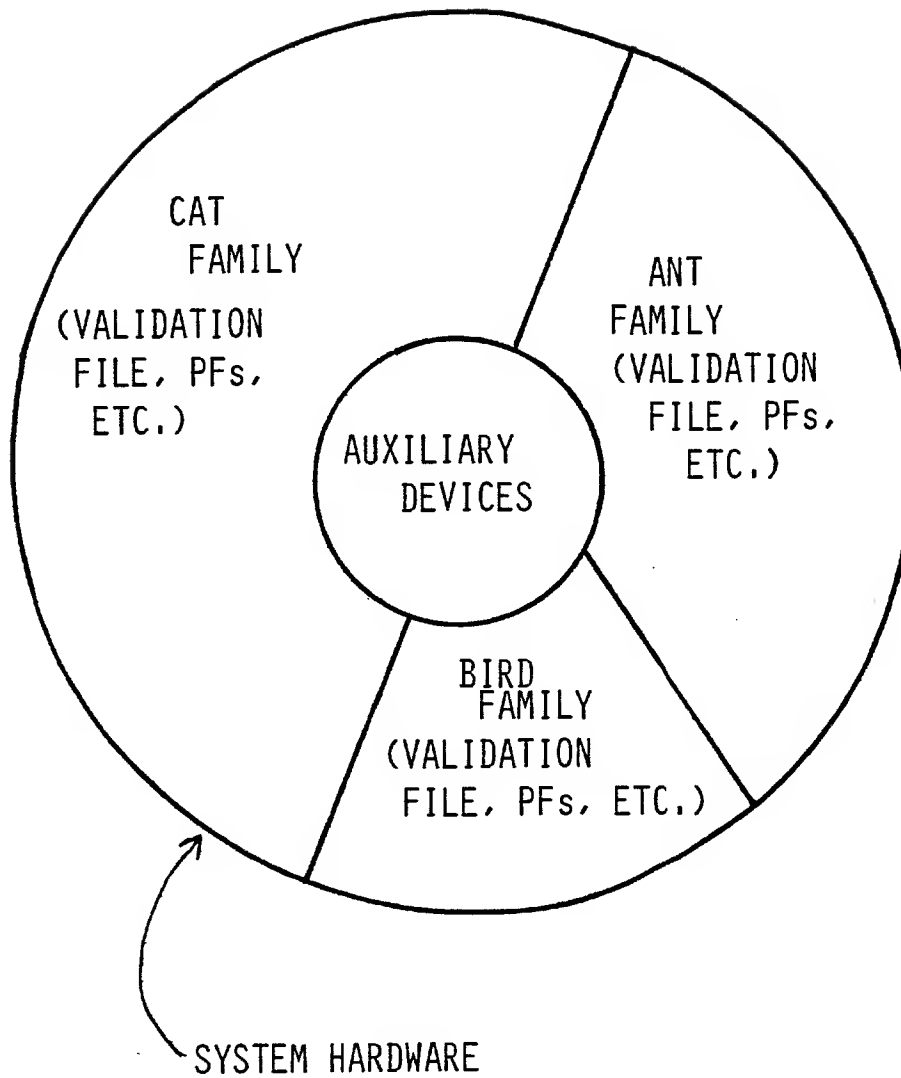 CAT
FAMILY
(VALIDATION
FILE, PFs,
ETC.)
ANT
FAMILY
(VALIDATION
FILE, PFs,
ETC.)
AUXILIARY
DEVICES
BIRD
FAMILY
(VALIDATION
FILE, PFs, ETC.)
SYSTEM HARDWARE